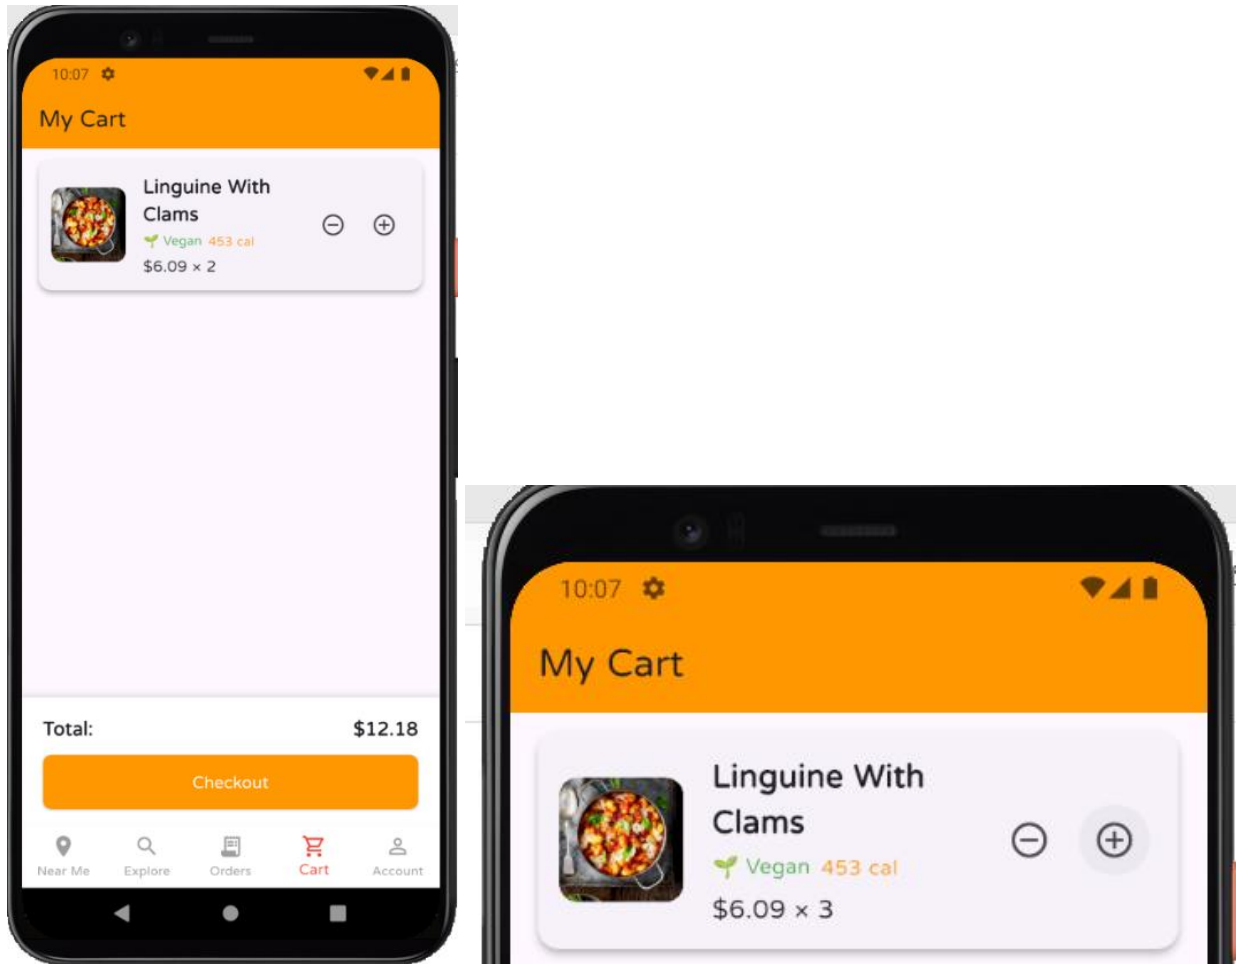 10:07
My Cart
Linguine With
Clams
Vegan 453 cal
$6.09 × 2
Total: $12.18
Checkout
Near Me Explore Orders Cart Account
10:07
My Cart
Linguine With
Clams
Vegan 453 cal
$6.09 × 3